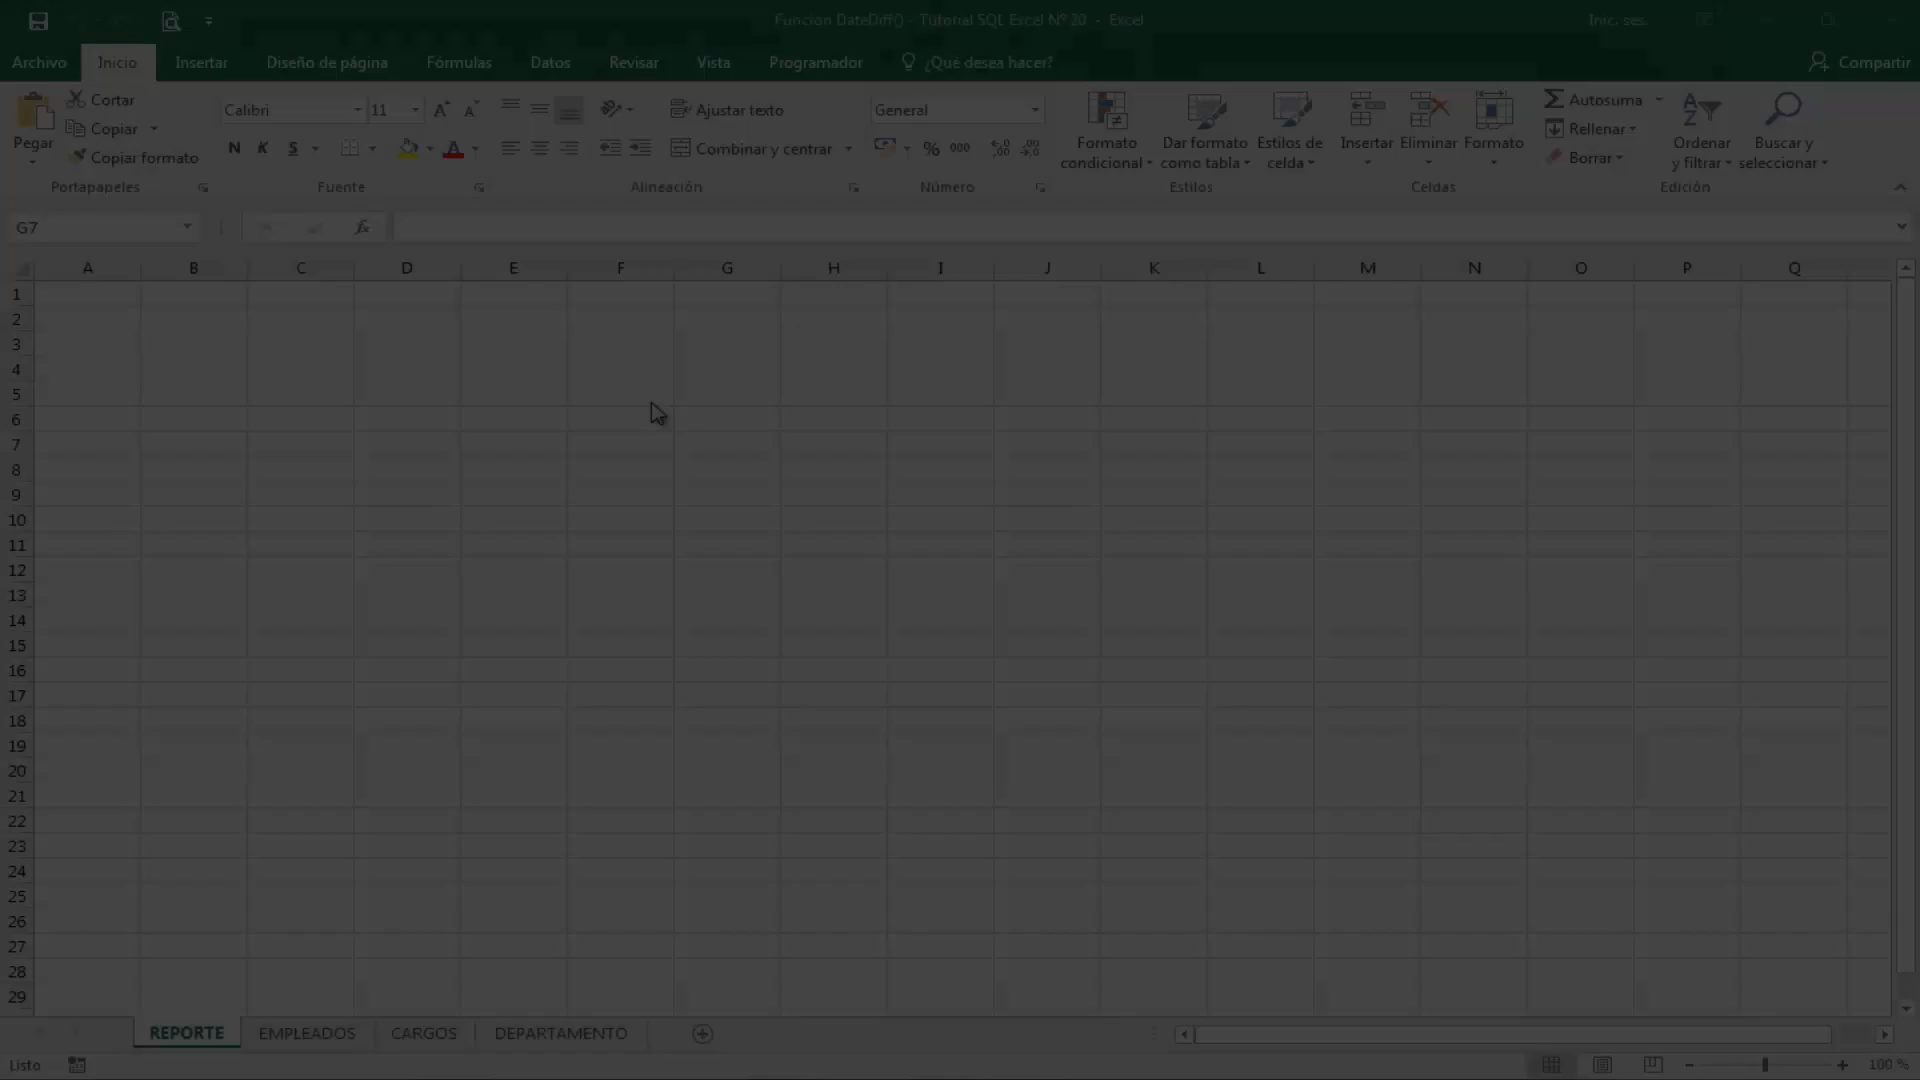 Funcion DateDiff() - Tutorial SQL Excel Nº 20 - Excel
Inic. ses.
Archivo Inicio Insertar Diseño de página Fórmulas Datos Revisar Vista Programador ¿Qué desea hacer? Compartir
Pegar
Cortar
Copiar
Copiar formato
Portapapeles
Calibri 11
N K S
Fuente
Ajustar texto
Combinar y centrar
Alineación
General
% 000
Número
Formato condicional
Dar formato como tabla
Estilos de celda
Estilos
Insertar
Eliminar
Formato
Celdas
Autosuma
Rellenar
Borrar
Ordenar y filtrar
Buscar y seleccionar
Edición
G7 fx
A B C D E F G H I J K L M N O P Q
1
2
3
4
5
6
7
8
9
10
11
12
13
14
15
16
17
18
19
20
21
22
23
24
25
26
27
28
29
REPORTE EMPLEADOS CARGOS DEPARTAMENTO
Listo 100 %